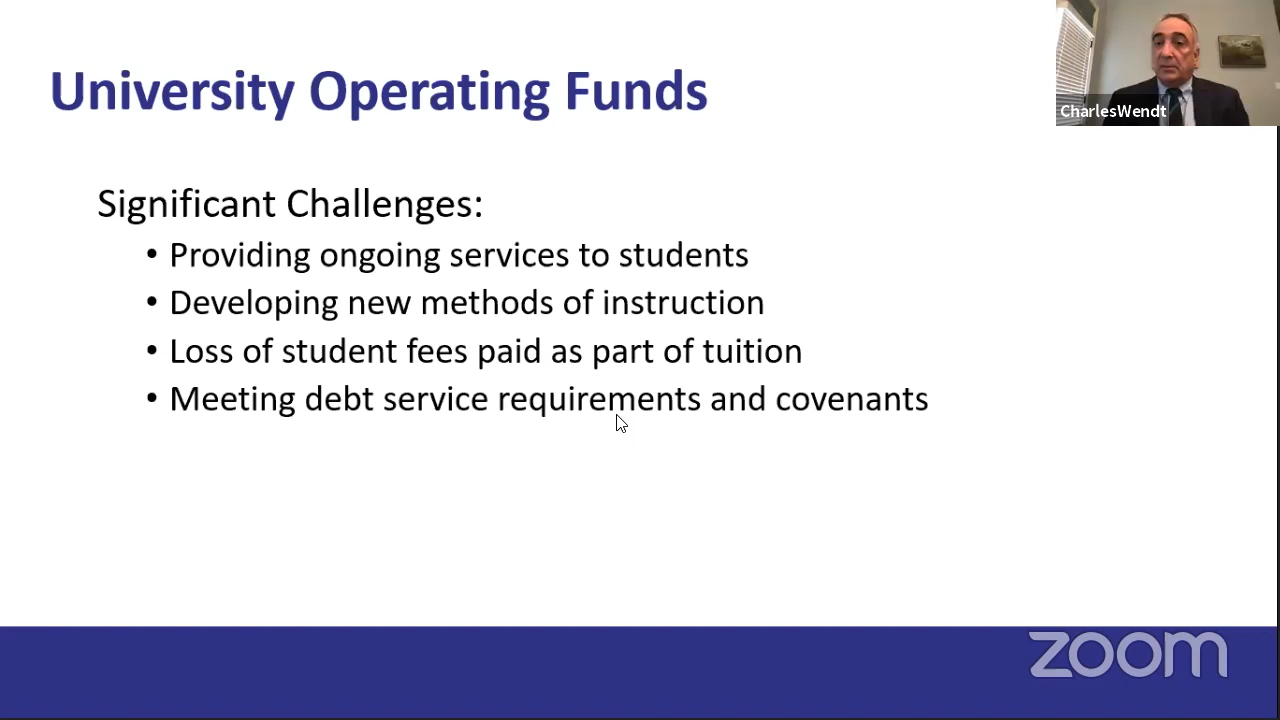 University Operating Funds
CharlesWendt
Significant Challenges:
• Providing ongoing services to students
• Developing new methods of instruction
• Loss of student fees paid as part of tuition
• Meeting debt service requirements and covenants
zoom